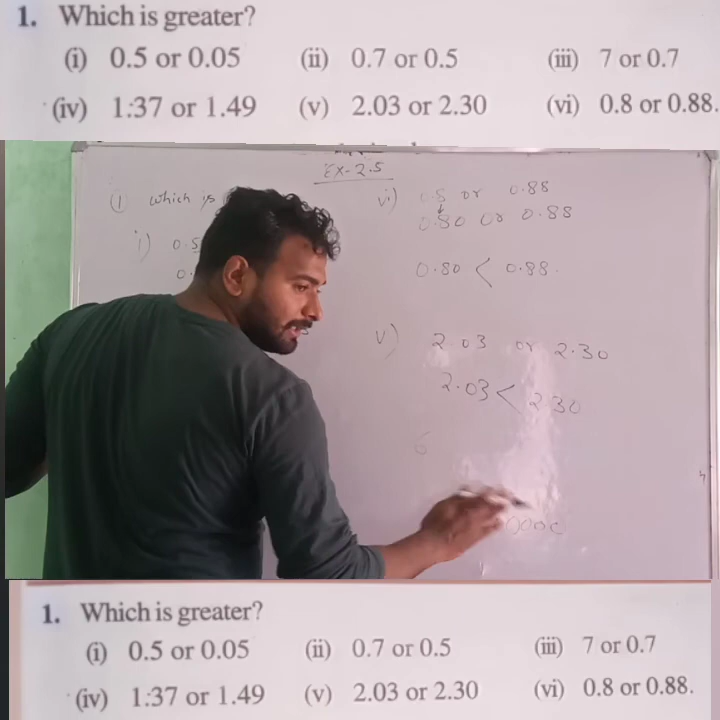 1. Which is greater?
(i) 0.5 or 0.05 (ii) 0.7 or 0.5 (iii) 7 or 0.7
(iv) 1:37 or 1.49 (v) 2.03 or 2.30 (vi) 0.8 or 0.88.
EX-2.5
① which is
i) 0.5
0.
vi) or 0.88
0.80 or 0.88
0.80 < 0.88.
v) 2.03 or 2.30
2.03 < 2.30
1. Which is greater?
(i) 0.5 or 0.05 (ii) 0.7 or 0.5 (iii) 7 or 0.7
(iv) 1:37 or 1.49 (v) 2.03 or 2.30 (vi) 0.8 or 0.88.